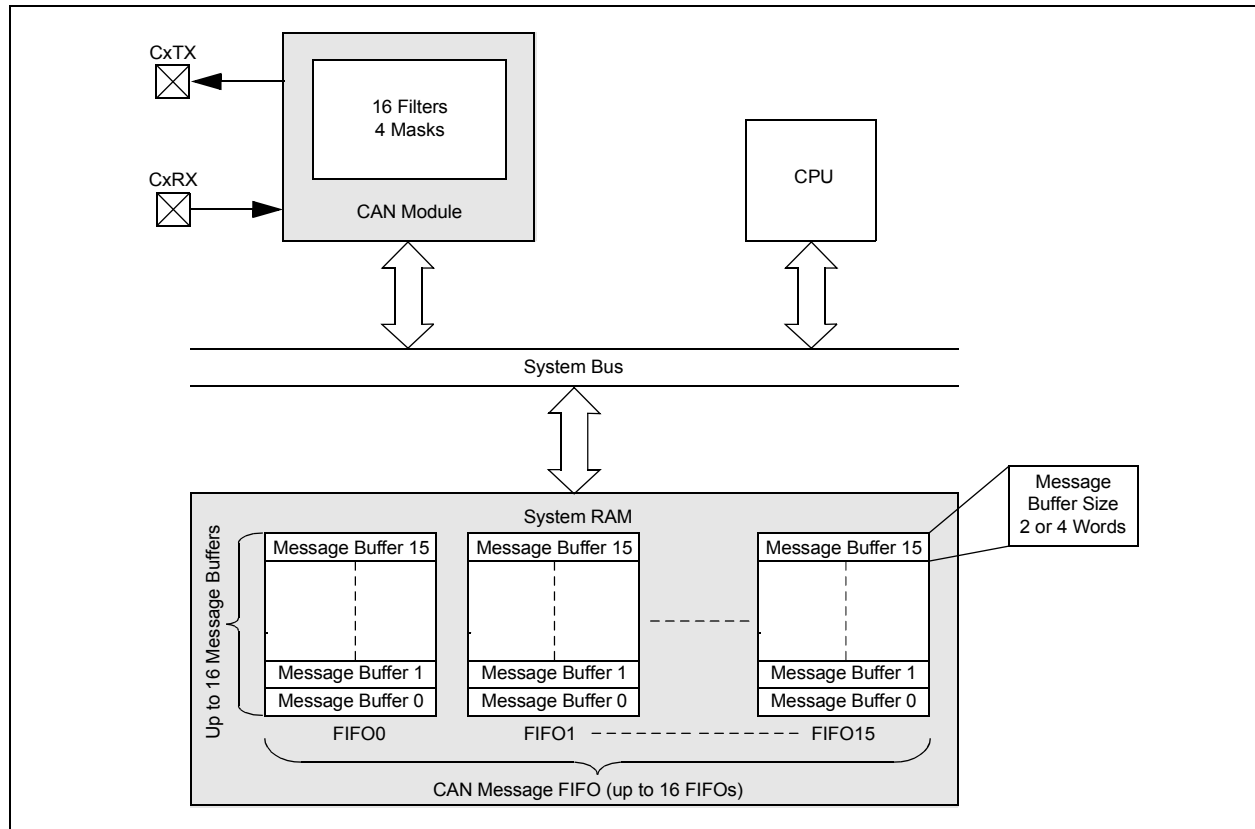 CxTX
16 Filters
4 Masks
CPU
CxRX
CAN Module
System Bus
Message
Buffer Size
2 or 4 Words
System RAM
Up to 16 Message Buffers
Message Buffer 15
Message Buffer 15
Message Buffer 15
Message Buffer 1
Message Buffer 1
Message Buffer 1
Message Buffer 0
Message Buffer 0
Message Buffer 0
FIFO0
FIFO1
FIFO15
CAN Message FIFO (up to 16 FIFOs)